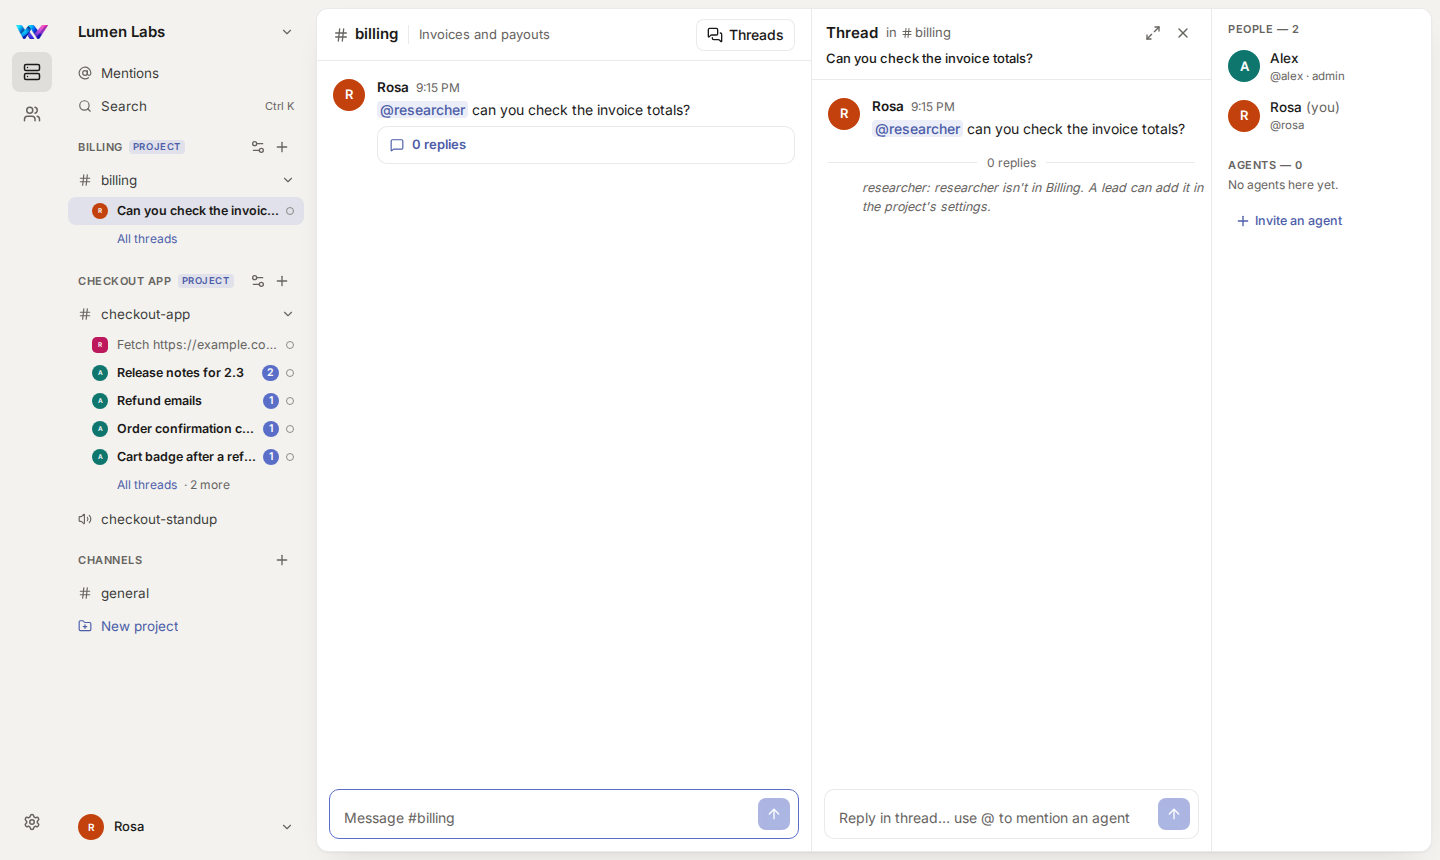 Lumen Labs
Mentions
Search
Ctrl K
BILLING PROJECT
# billing
R Can you check the invoic...
All threads
CHECKOUT APP PROJECT
# checkout-app
R Fetch https://example.co...
A Release notes for 2.3 2
A Refund emails 1
A Order confirmation c... 1
A Cart badge after a ref... 1
All threads · 2 more
checkout-standup
CHANNELS
# general
New project
R Rosa
# billing
Invoices and payouts
Threads
R
Rosa 9:15 PM
@researcher can you check the invoice totals?
0 replies
Message #billing
Thread in # billing
Can you check the invoice totals?
R
Rosa 9:15 PM
@researcher can you check the invoice totals?
0 replies
researcher: researcher isn't in Billing. A lead can add it in
the project's settings.
Reply in thread... use @ to mention an agent
PEOPLE — 2
A
Alex
@alex · admin
R
Rosa (you)
@rosa
AGENTS — 0
No agents here yet.
+ Invite an agent